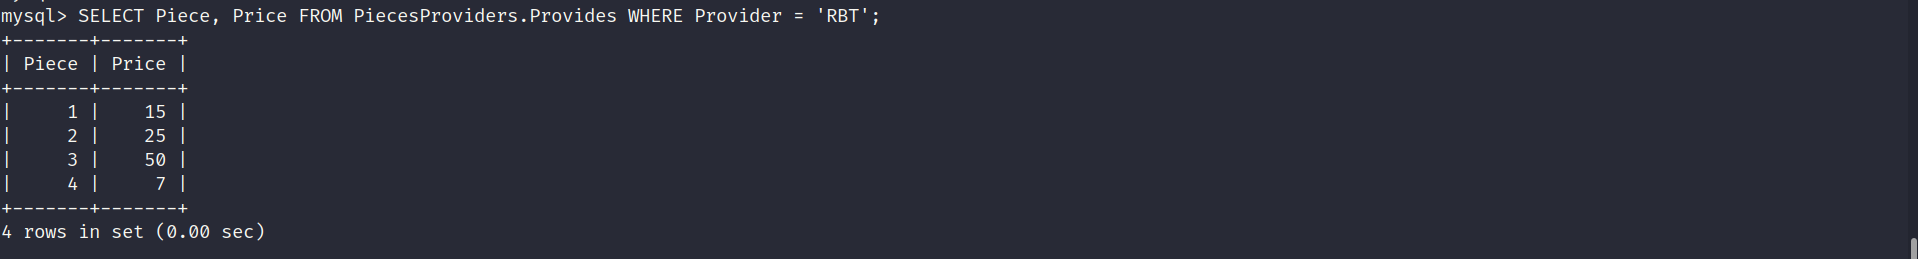 mysql> SELECT Piece, Price FROM PiecesProviders.Provides WHERE Provider = 'RBT';
+-------+-------+
| Piece | Price |
+-------+-------+
|     1 |    15 |
|     2 |    25 |
|     3 |    50 |
|     4 |     7 |
+-------+-------+
4 rows in set (0.00 sec)